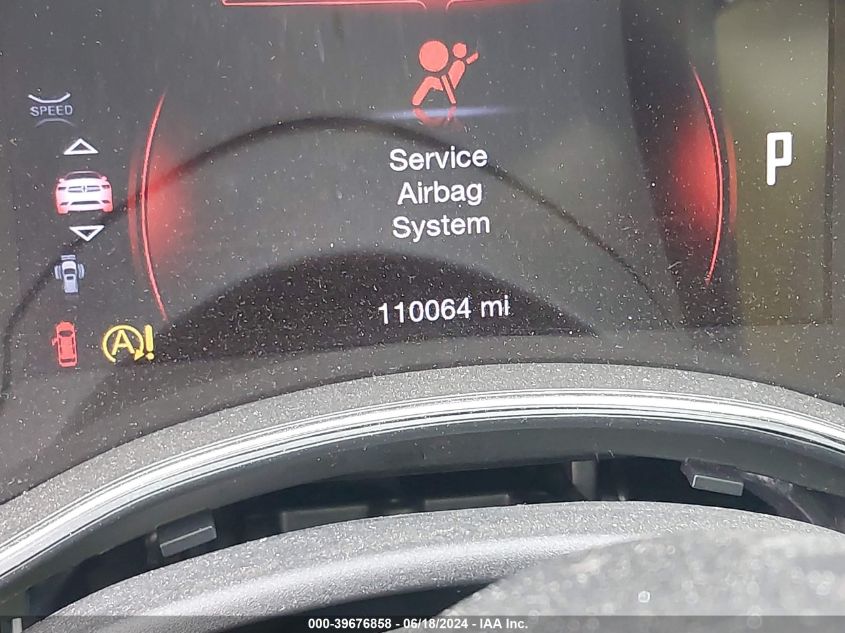 SPEED
Service
Airbag
System
P
110064 mi
A!
000-39676858 - 06/18/2024 - IAA Inc.